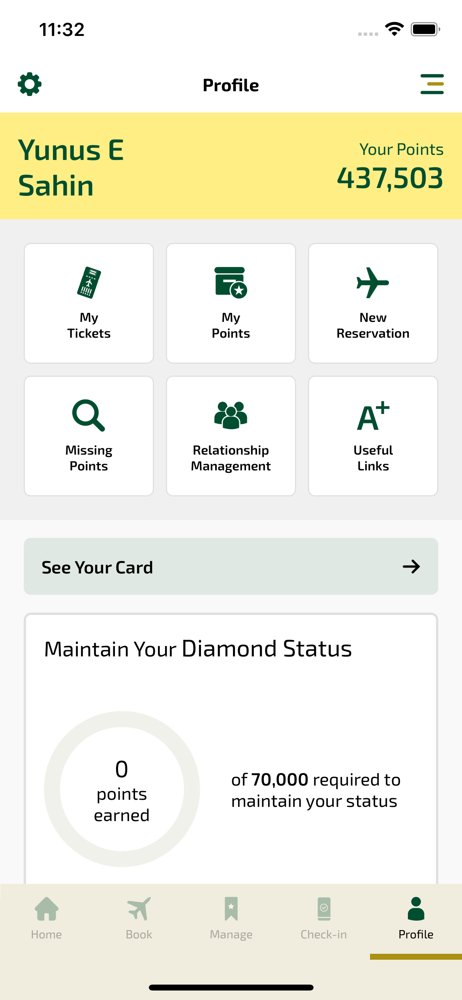 11:32
Profile
Yunus E
Sahin
Your Points
437,503
My
Tickets
My
Points
New
Reservation
Missing
Points
Relationship
Management
A+
Useful
Links
See Your Card
Maintain Your Diamond Status
0
points
earned
of 70,000 required to
maintain your status
Home
Book
Manage
Check-in
Profile